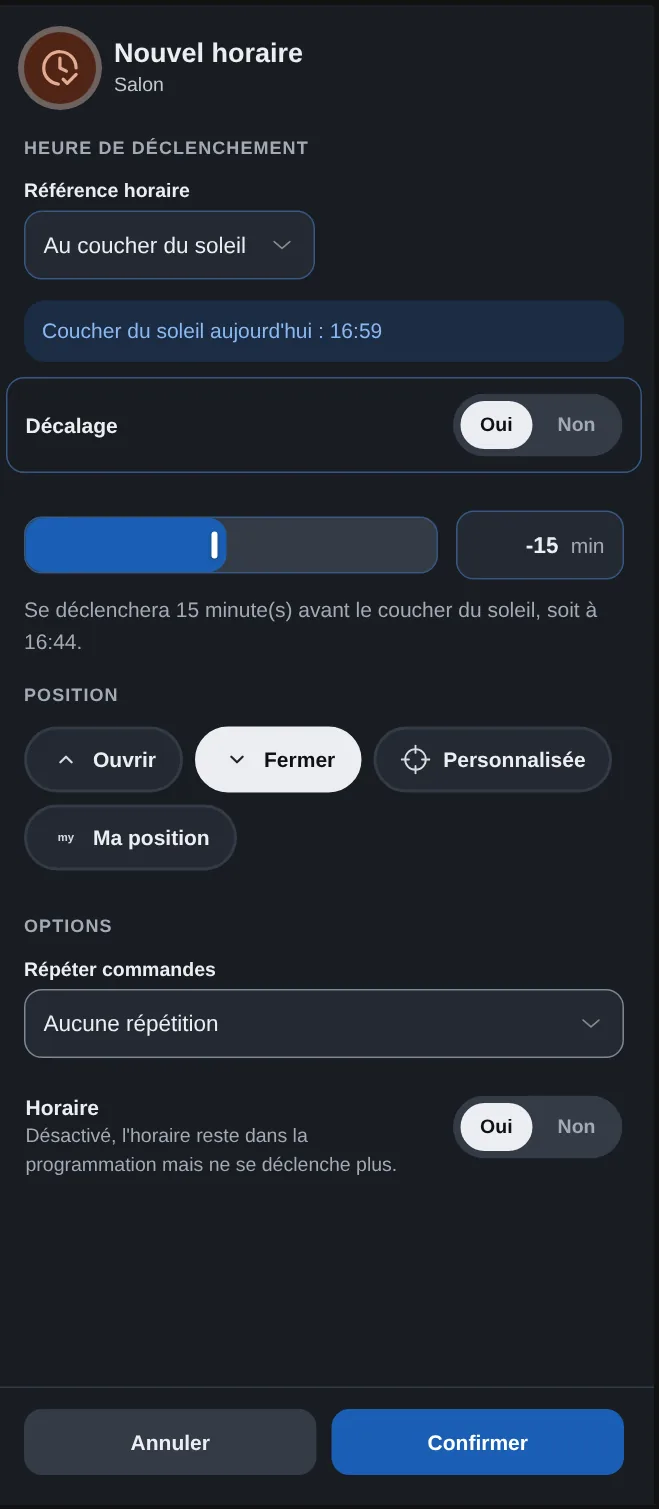 Nouvel horaire
Salon
HEURE DE DÉCLENCHEMENT
Référence horaire
Au coucher du soleil
Coucher du soleil aujourd'hui : 16:59
Décalage
Oui Non
-15 min
Se déclenchera 15 minute(s) avant le coucher du soleil, soit à
16:44.
POSITION
Ouvrir Fermer Personnalisée
my Ma position
OPTIONS
Répéter commandes
Aucune répétition
Horaire
Désactivé, l'horaire reste dans la
programmation mais ne se déclenche plus.
Oui Non
Annuler Confirmer